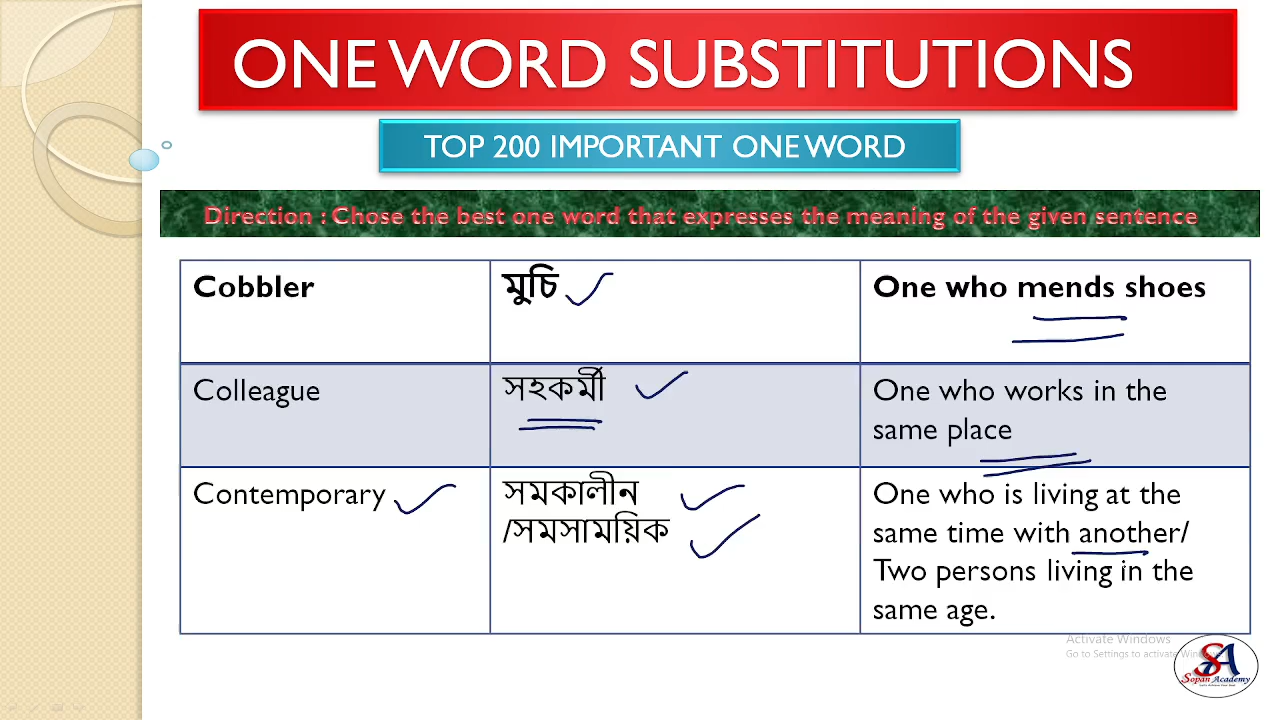 ONE WORD SUBSTITUTIONS
TOP 200 IMPORTANT ONE WORD
Direction : Chose the best one word that expresses the meaning of the given sentence
Cobbler
মুচি
One who mends shoes
Colleague
সহকর্মী
One who works in the
same place
Contemporary
সমকালীন
/সমসাময়িক
One who is living at the
same time with another/
Two persons living in the
same age.
Activate Windows
Go to Settings to activate Win
SA
Sopan Academy